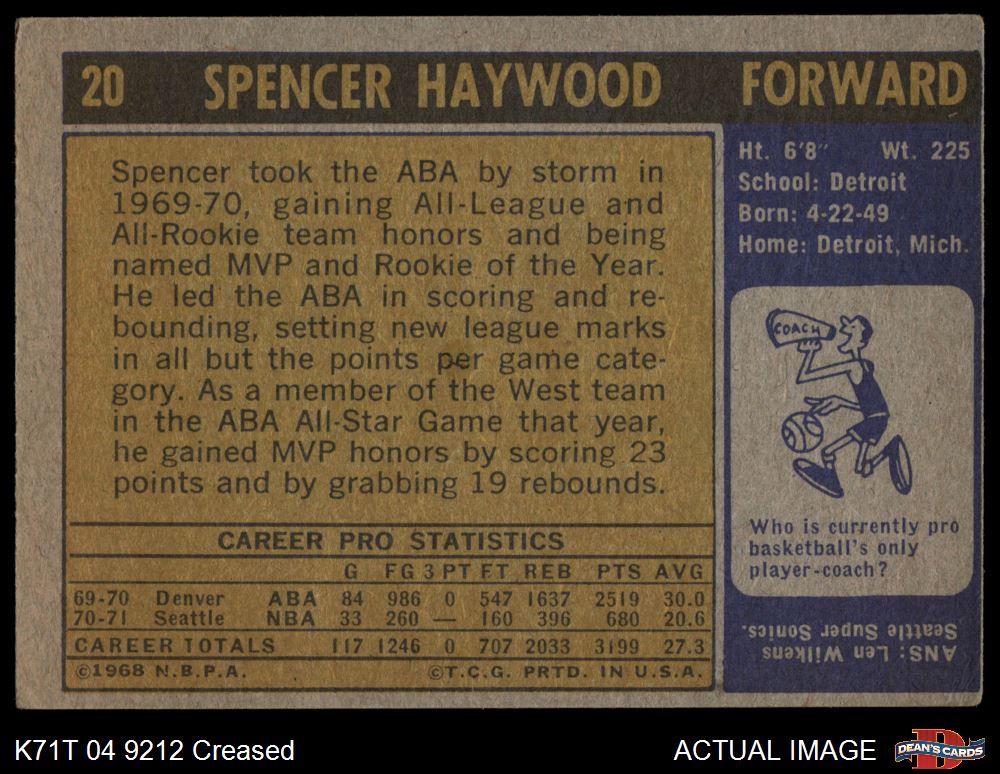 20 SPENCER HAYWOOD FORWARD
Spencer took the ABA by storm in
1969-70, gaining All-League and
All-Rookie team honors and being
named MVP and Rookie of the Year.
He led the ABA in scoring and re-
bounding, setting new league marks
in all but the points per game cate-
gory. As a member of the West team
in the ABA All-Star Game that year,
he gained MVP honors by scoring 23
points and by grabbing 19 rebounds.
CAREER PRO STATISTICS
G FG 3 PT FT REB PTS AVG
69-70 Denver ABA 84 986 0 547 1637 2519 30.0
70-71 Seattle NBA 33 260 — 160 396 680 20.6
CAREER TOTALS 117 1246 0 707 2033 3199 27.3
©1968 N.B.P.A. ©T.C.G. PRTD. IN U.S.A.
Ht. 6'8" Wt. 225
School: Detroit
Born: 4-22-49
Home: Detroit, Mich.
COACH
Who is currently pro
basketball's only
player-coach?
ANS: Len Wilkens
Seattle Super Sonics.
K71T 04 9212 Creased
ACTUAL IMAGE
D
DEAN'S CARDS